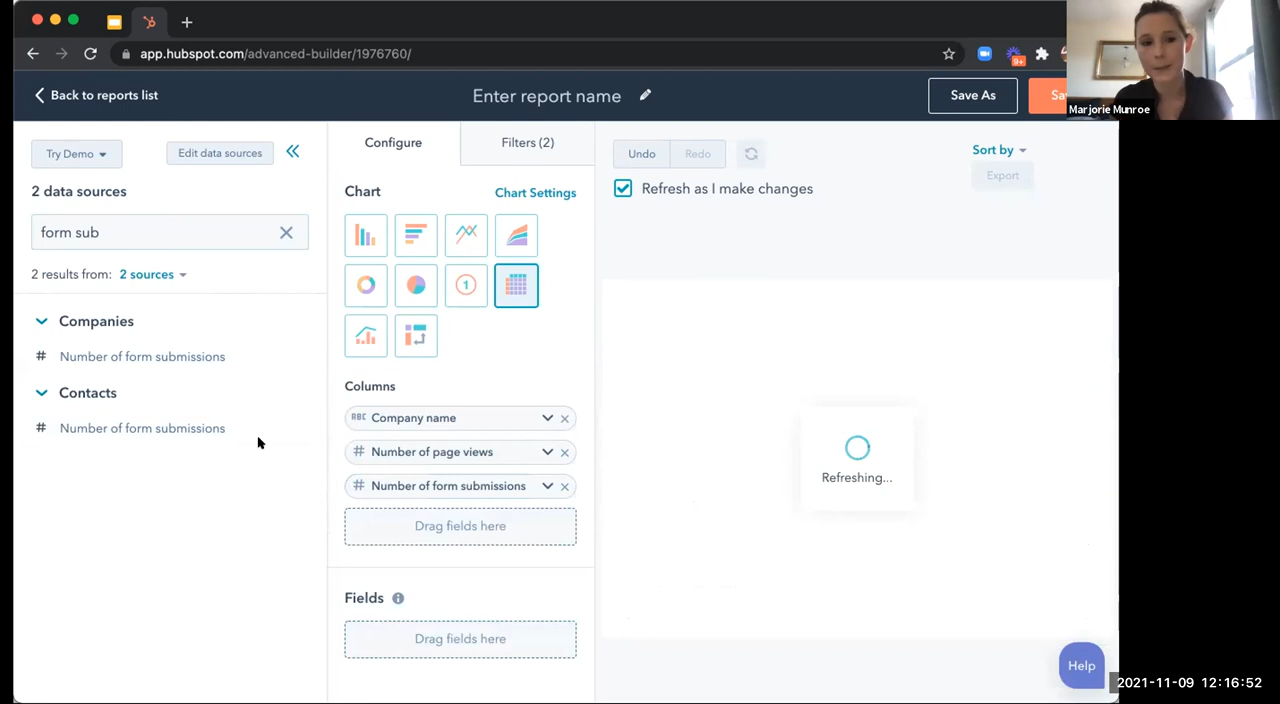 app.hubspot.com/advanced-builder/1976760/
9+
Marjorie Munroe
Back to reports list
Enter report name
Save As
Sa
Try Demo
Edit data sources
Configure
Filters (2)
Undo
Redo
Sort by
Export
2 data sources
Chart
Chart Settings
Refresh as I make changes
form sub
2 results from: 2 sources
1
Companies
# Number of form submissions
Contacts
# Number of form submissions
Columns
ABC Company name
# Number of page views
# Number of form submissions
Drag fields here
Refreshing...
Fields
Drag fields here
Help
2021-11-09 12:16:52